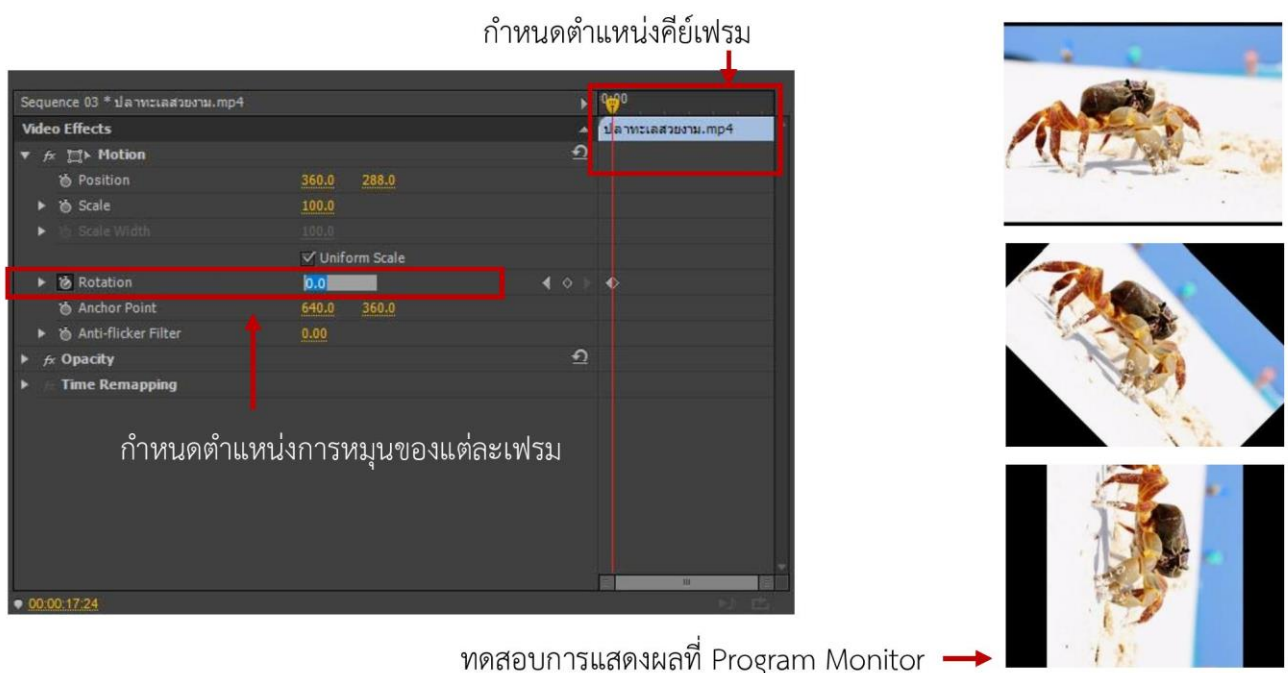 กำหนดตำแหน่งคีย์เฟรม
Sequence 03 * ปลาทะเลสวยงาม.mp4
0:00
Video Effects
ปลาทะเลสวยงาม.mp4
fx Motion
Position 360.0 288.0
Scale 100.0
Scale Width 100.0
Uniform Scale
Rotation 0.0
Anchor Point 640.0 360.0
Anti-flicker Filter 0.00
fx Opacity
fx Time Remapping
กำหนดตำแหน่งการหมุนของแต่ละเฟรม
00:00:17:24
ทดสอบการแสดงผลที่ Program Monitor